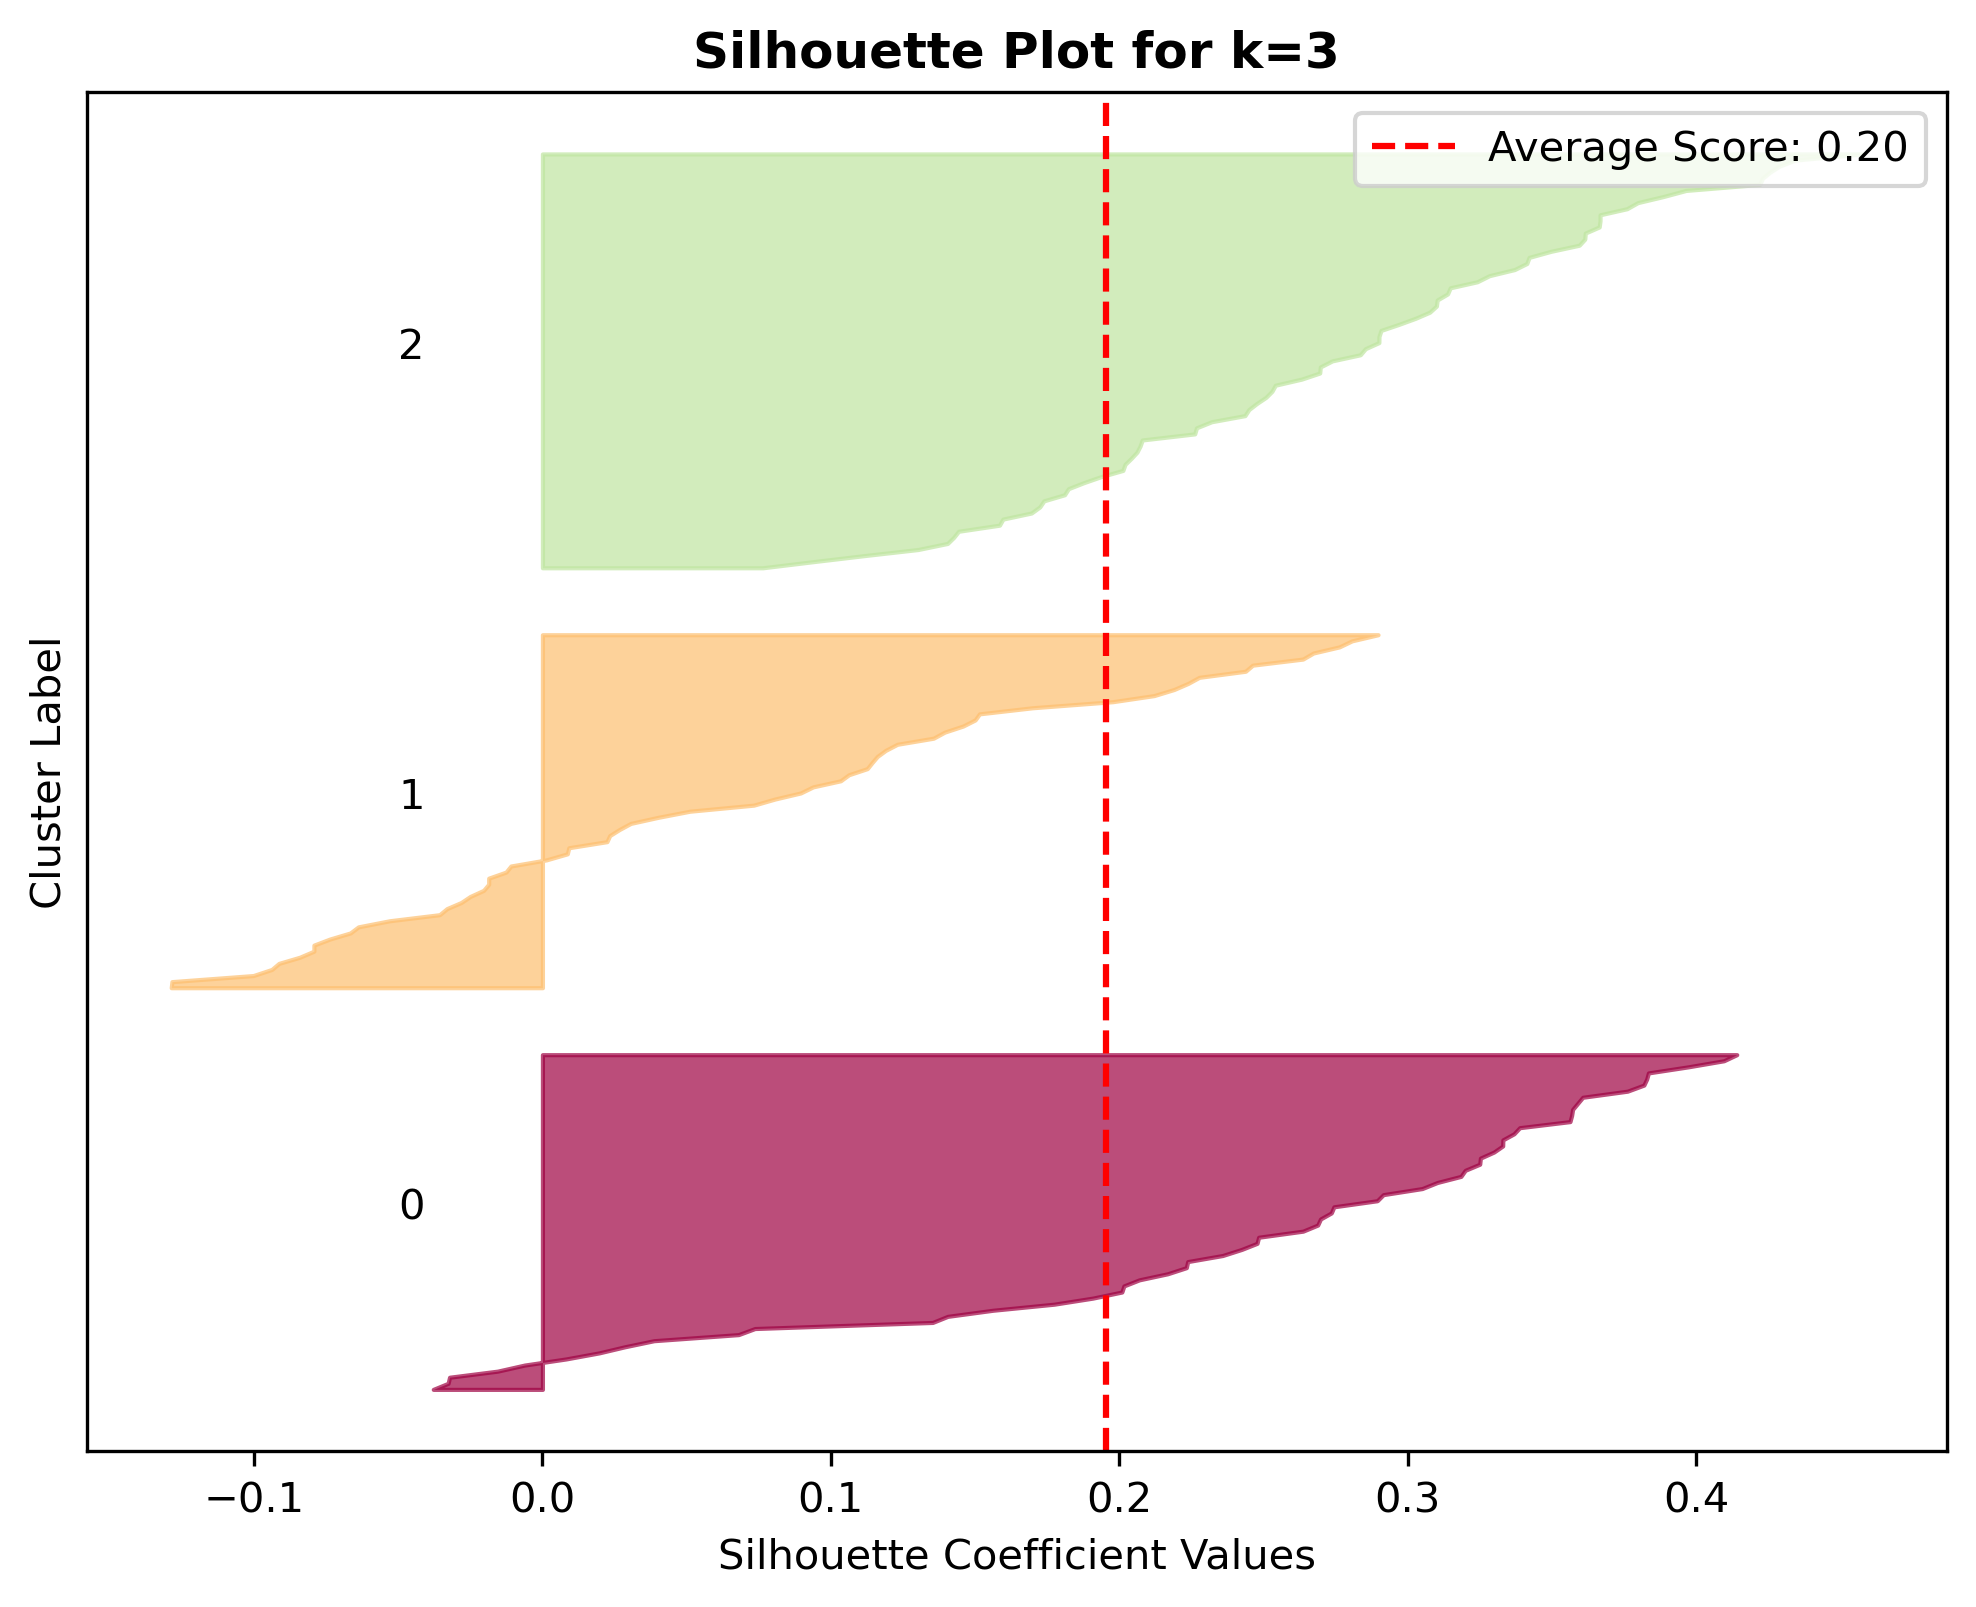 Silhouette Plot for k=3
Average Score: 0.20
2
1
0
Cluster Label
−0.1
0.0
0.1
0.2
0.3
0.4
Silhouette Coefficient Values